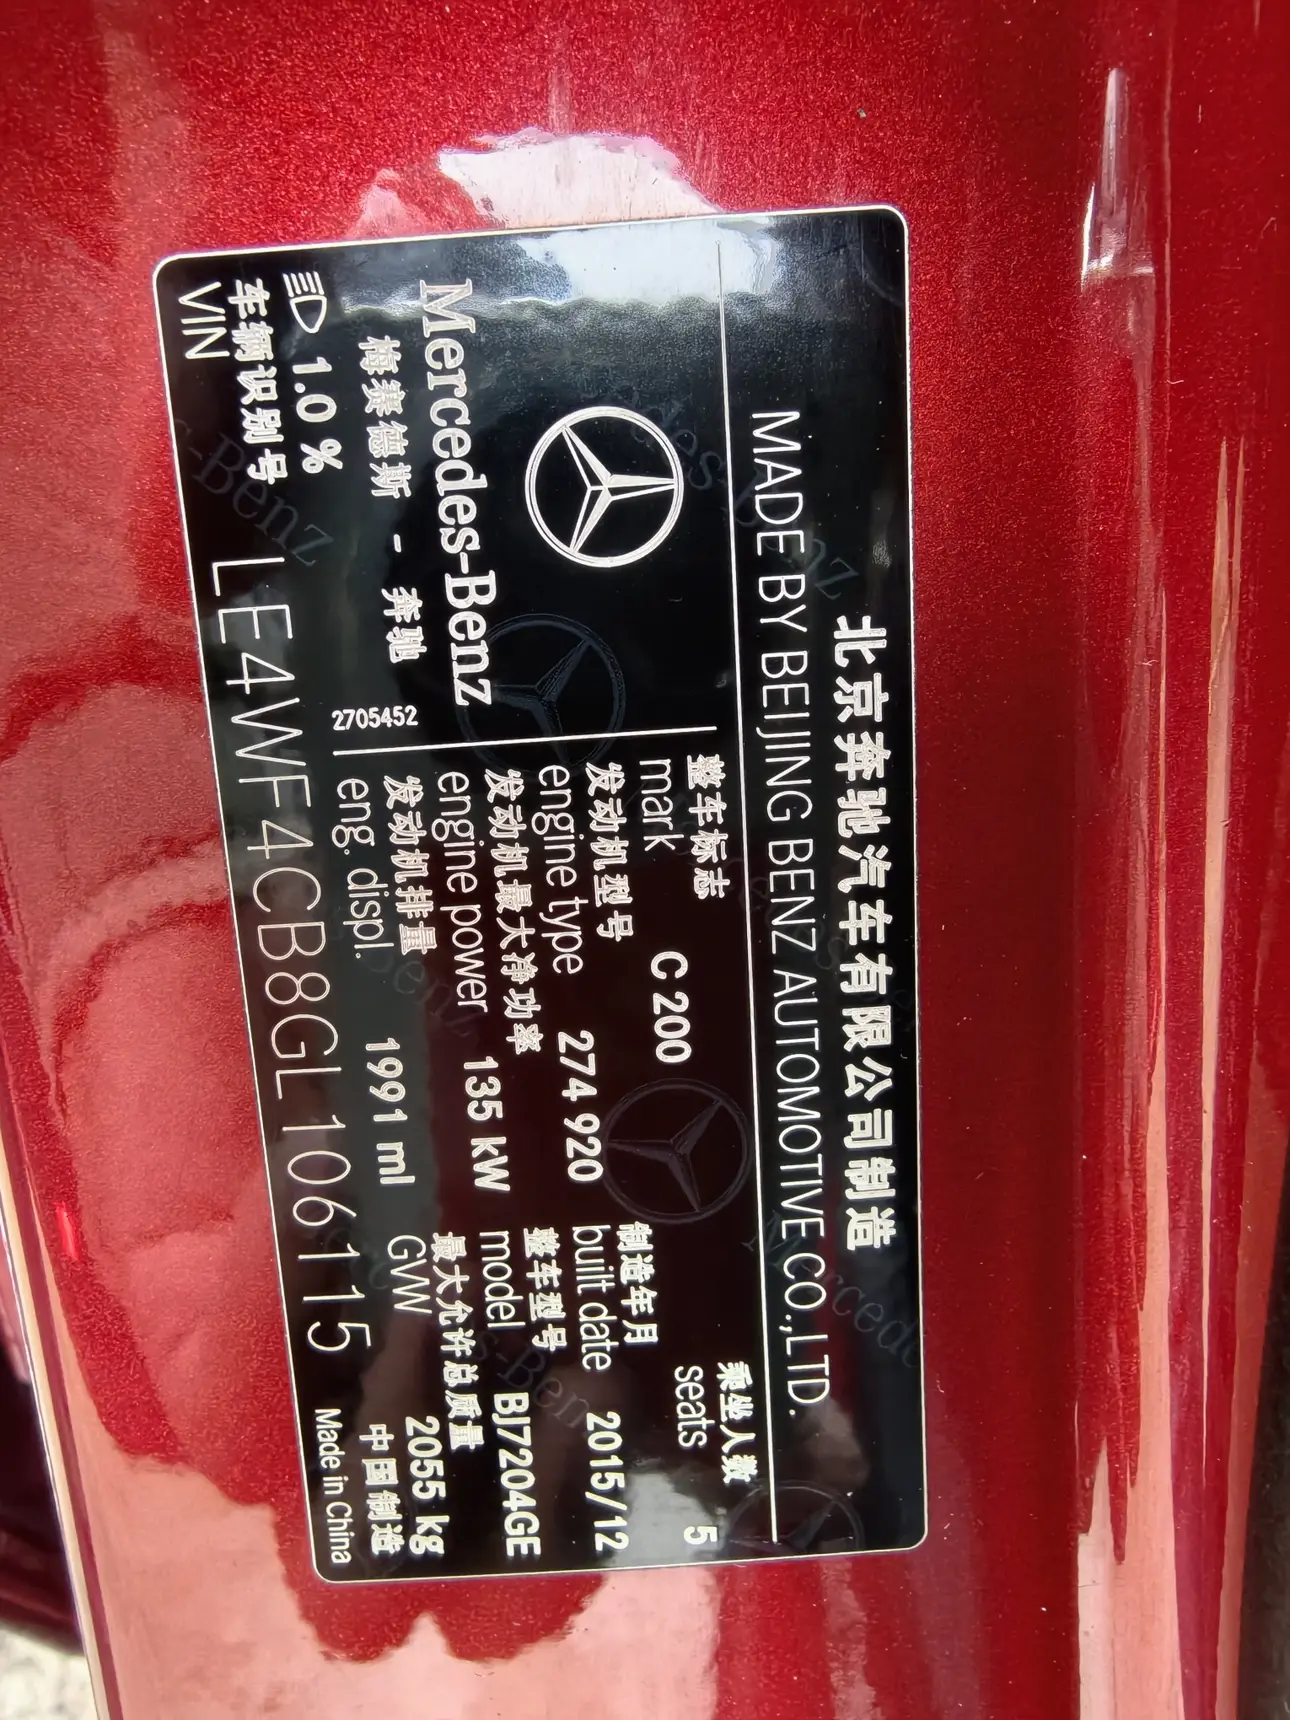 北京奔驰汽车有限公司制造
MADE BY BEIJING BENZ AUTOMOTIVE CO.,LTD.
Mercedes-Benz
梅赛德斯 - 奔驰
1.0 %
2705452
整车标志
mark C 200
乘坐人数
seats 5
发动机型号
engine type 274 920
制造年月
built date 2015/12
发动机最大净功率
engine power 135 kW
整车型号
model BJ7204GE
发动机排量
eng. displ. 1991 ml
最大允许总质量
GVW 2055 kg
车辆识别号
VIN LE4WF4CB8GL106115
中国制造
Made in China